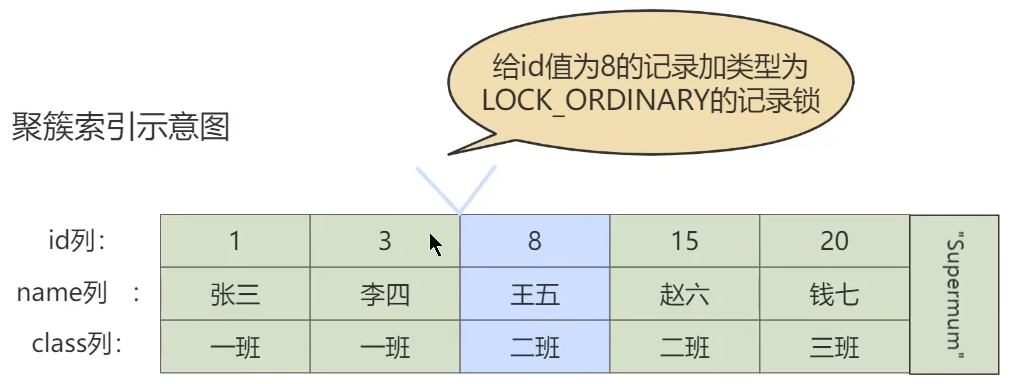 给id值为8的记录加类型为
LOCK_ORDINARY的记录锁
聚簇索引示意图
id列: 1 3 8 15 20
name列 : 张三 李四 王五 赵六 钱七
class列: 一班 一班 二班 二班 三班
"Supermum"